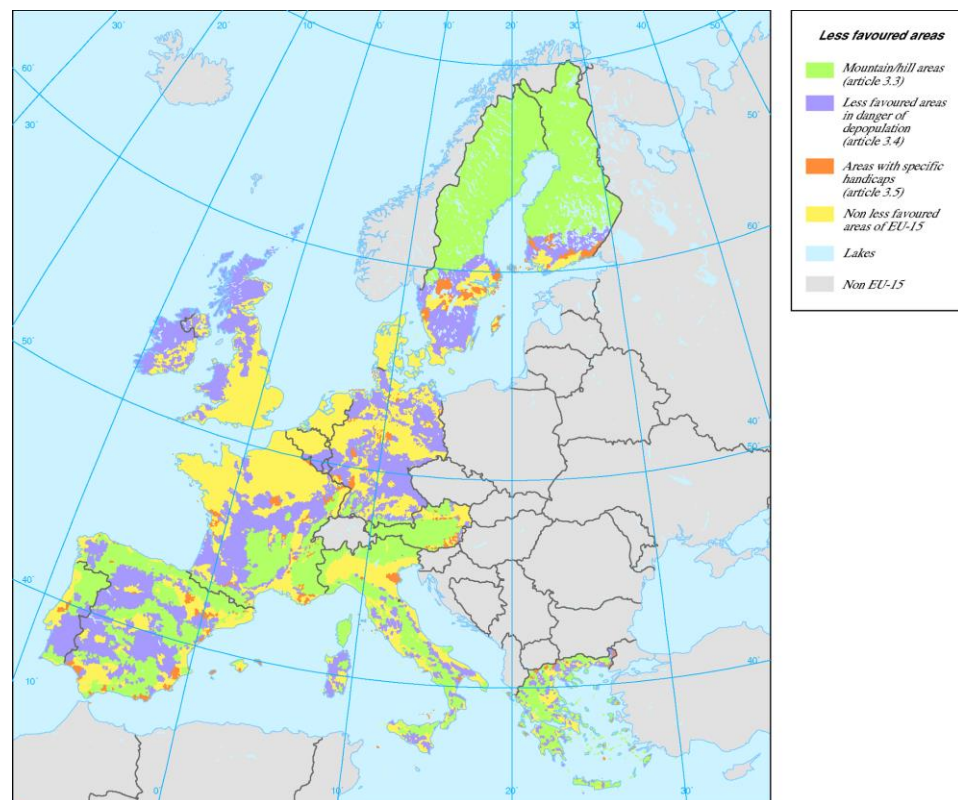 30°
20°
10°
0°
10°
20°
30°
40°
50°
60°
30°
50°
50°
60°
40°
50°
40°
40°
10°
0°
10°
20°
30°
Less favoured areas
Mountain/hill areas
(article 3.3)
Less favoured areas
in danger of
depopulation
(article 3.4)
Areas with specific
handicaps
(article 3.5)
Non less favoured
areas of EU-15
Lakes
Non EU-15